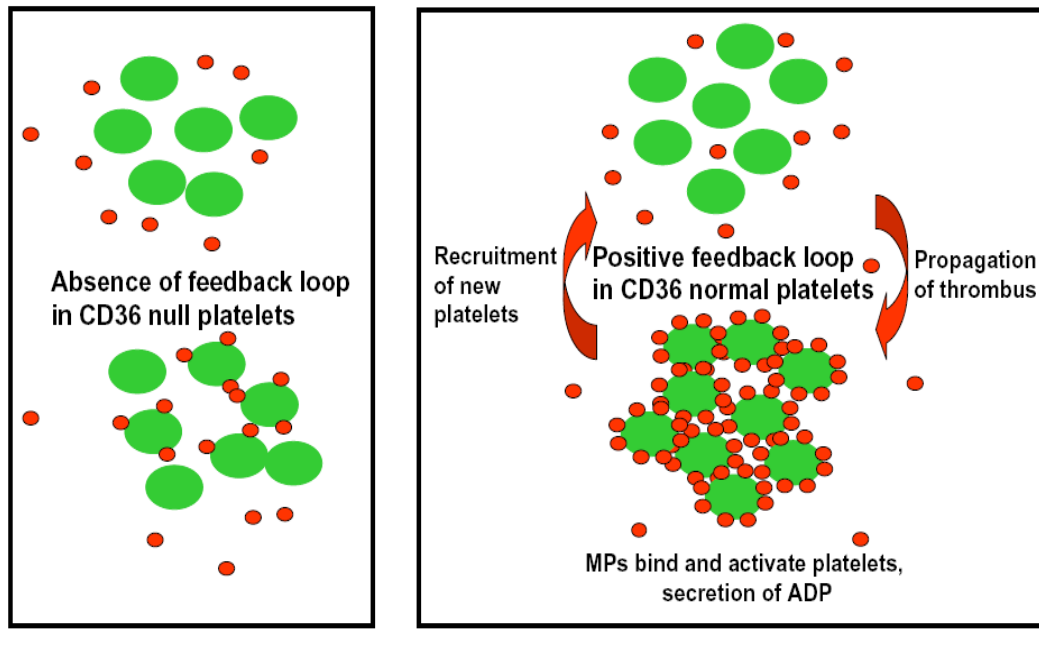 Absence of feedback loop
in CD36 null platelets
Recruitment
of new
platelets
Positive feedback loop
in CD36 normal platelets
Propagation
of thrombus
MPs bind and activate platelets,
secretion of ADP